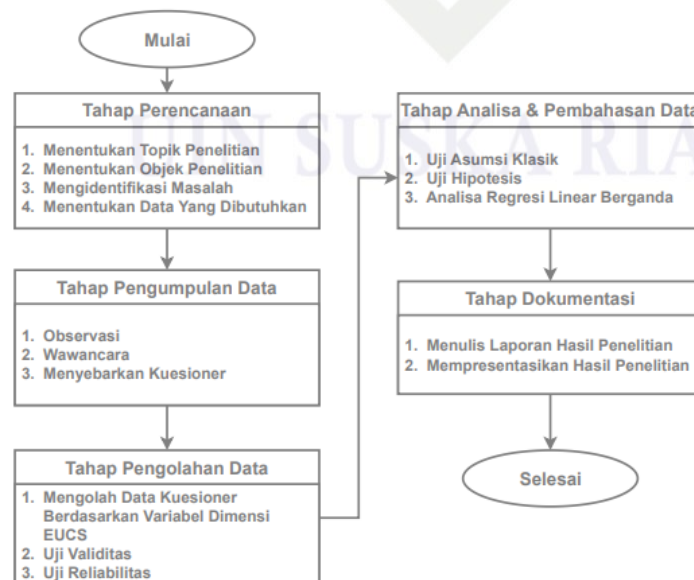 Mulai
Tahap Perencanaan
1. Menentukan Topik Penelitian
2. Menentukan Objek Penelitian
3. Mengidentifikasi Masalah
4. Menentukan Data Yang Dibutuhkan
Tahap Pengumpulan Data
1. Observasi
2. Wawancara
3. Menyebarkan Kuesioner
Tahap Pengolahan Data
1. Mengolah Data Kuesioner
Berdasarkan Variabel Dimensi
EUCS
2. Uji Validitas
3. Uji Reliabilitas
Tahap Analisa & Pembahasan Data
1. Uji Asumsi Klasik
2. Uji Hipotesis
3. Analisa Regresi Linear Berganda
Tahap Dokumentasi
1. Menulis Laporan Hasil Penelitian
2. Mempresentasikan Hasil Penelitian
Selesai
UIN SUSKA RIA